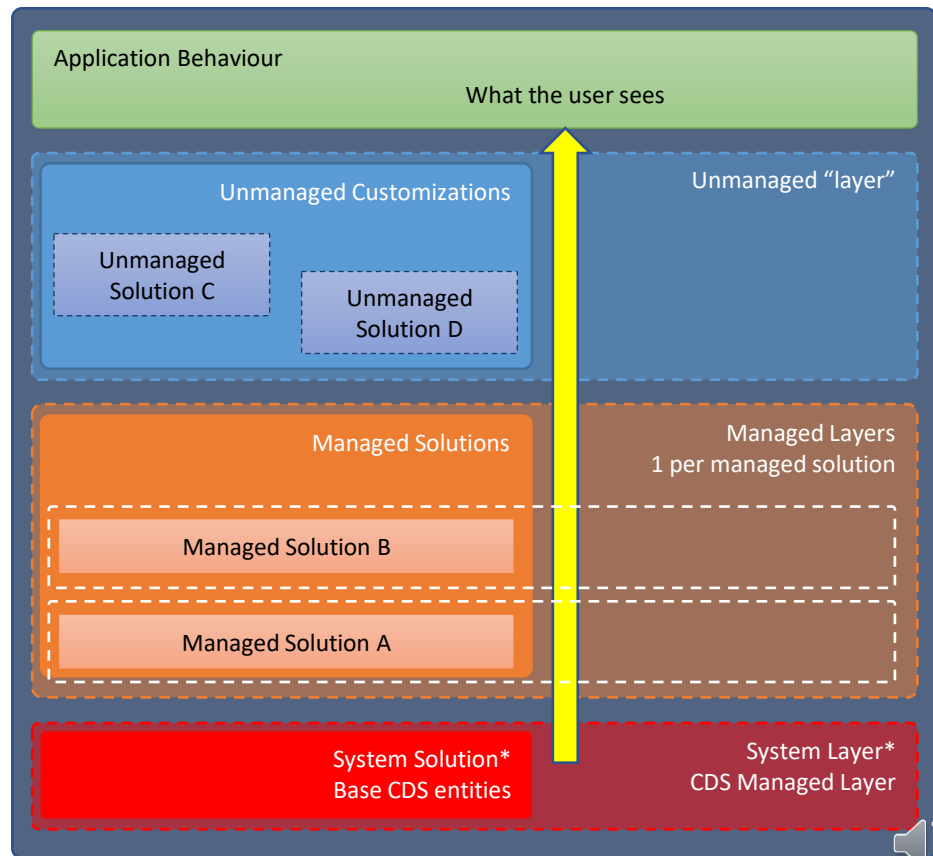 Application Behaviour
What the user sees
Unmanaged Customizations
Unmanaged “layer”
Unmanaged
Solution C
Unmanaged
Solution D
Managed Solutions
Managed Layers
1 per managed solution
Managed Solution B
Managed Solution A
System Solution*
Base CDS entities
System Layer*
CDS Managed Layer